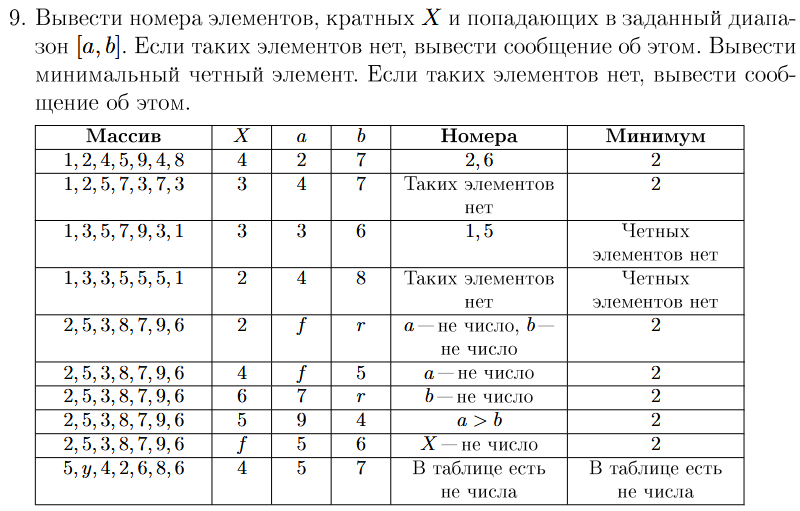 9. Вывести номера элементов, кратных X и попадающих в заданный диапа-
зон [a, b]. Если таких элементов нет, вывести сообщение об этом. Вывести
минимальный четный элемент. Если таких элементов нет, вывести сооб-
щение об этом.
Массив X a b Номера Минимум
1, 2, 4, 5, 9, 4, 8 4 2 7 2, 6 2
1, 2, 5, 7, 3, 7, 3 3 4 7 Таких элементов 2
нет
1, 3, 5, 7, 9, 3, 1 3 3 6 1, 5 Четных
элементов нет
1, 3, 3, 5, 5, 5, 1 2 4 8 Таких элементов Четных
нет элементов нет
2, 5, 3, 8, 7, 9, 6 2 f r a — не число, b — 2
не число
2, 5, 3, 8, 7, 9, 6 4 f 5 a — не число 2
2, 5, 3, 8, 7, 9, 6 6 7 r b — не число 2
2, 5, 3, 8, 7, 9, 6 5 9 4 a > b 2
2, 5, 3, 8, 7, 9, 6 f 5 6 X — не число 2
5, y, 4, 2, 6, 8, 6 4 5 7 В таблице есть В таблице есть
не числа не числа